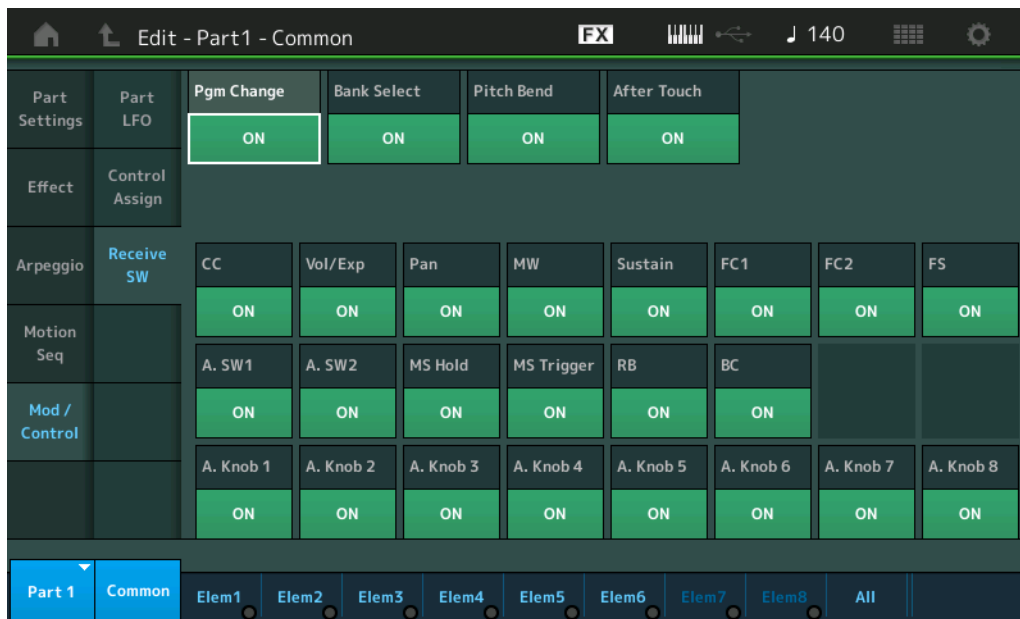 Edit - Part1 - Common
FX
140
Part Settings
Part LFO
Pgm Change
Bank Select
Pitch Bend
After Touch
ON
ON
ON
ON
Effect
Control Assign
Arpeggio
Receive SW
CC
Vol/Exp
Pan
MW
Sustain
FC1
FC2
FS
ON
ON
ON
ON
ON
ON
ON
ON
Motion Seq
A. SW1
A. SW2
MS Hold
MS Trigger
RB
BC
ON
ON
ON
ON
ON
ON
Mod / Control
A. Knob 1
A. Knob 2
A. Knob 3
A. Knob 4
A. Knob 5
A. Knob 6
A. Knob 7
A. Knob 8
ON
ON
ON
ON
ON
ON
ON
ON
Part 1
Common
Elem1
Elem2
Elem3
Elem4
Elem5
Elem6
Elem7
Elem8
All